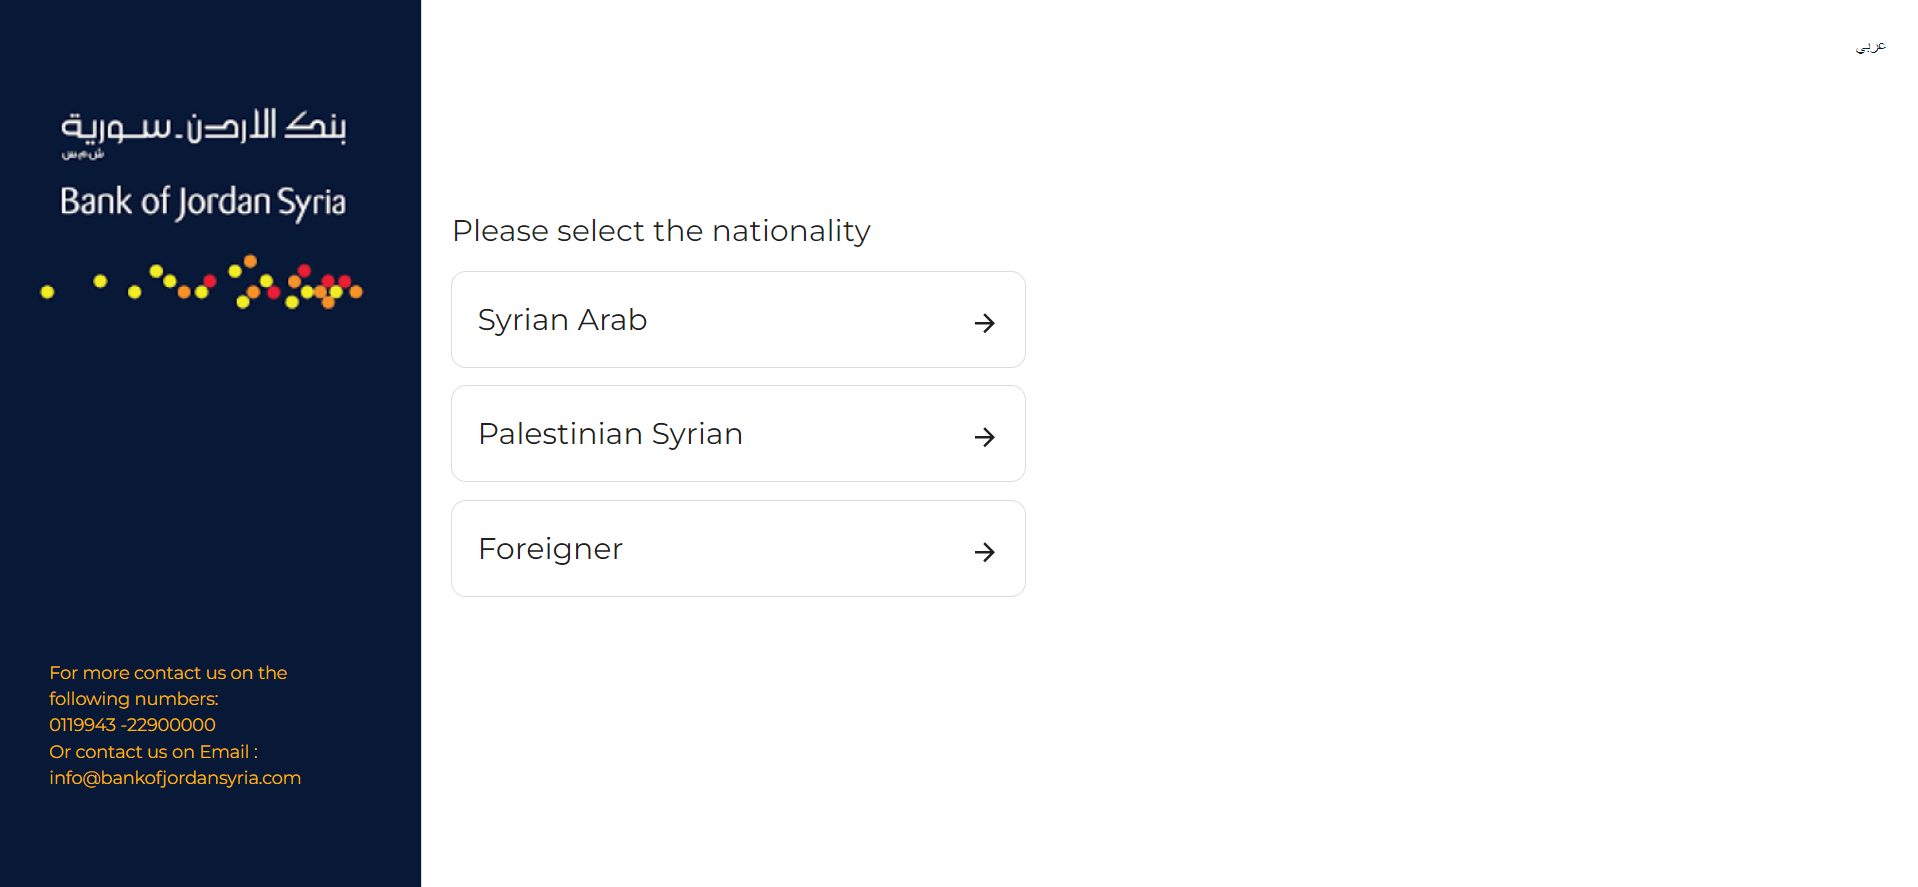 بنك الاردن - سورية
ش.م.س
Bank of Jordan Syria
For more contact us on the
following numbers:
0119943 -22900000
Or contact us on Email :
info@bankofjordansyria.com
عربي
Please select the nationality
Syrian Arab
Palestinian Syrian
Foreigner